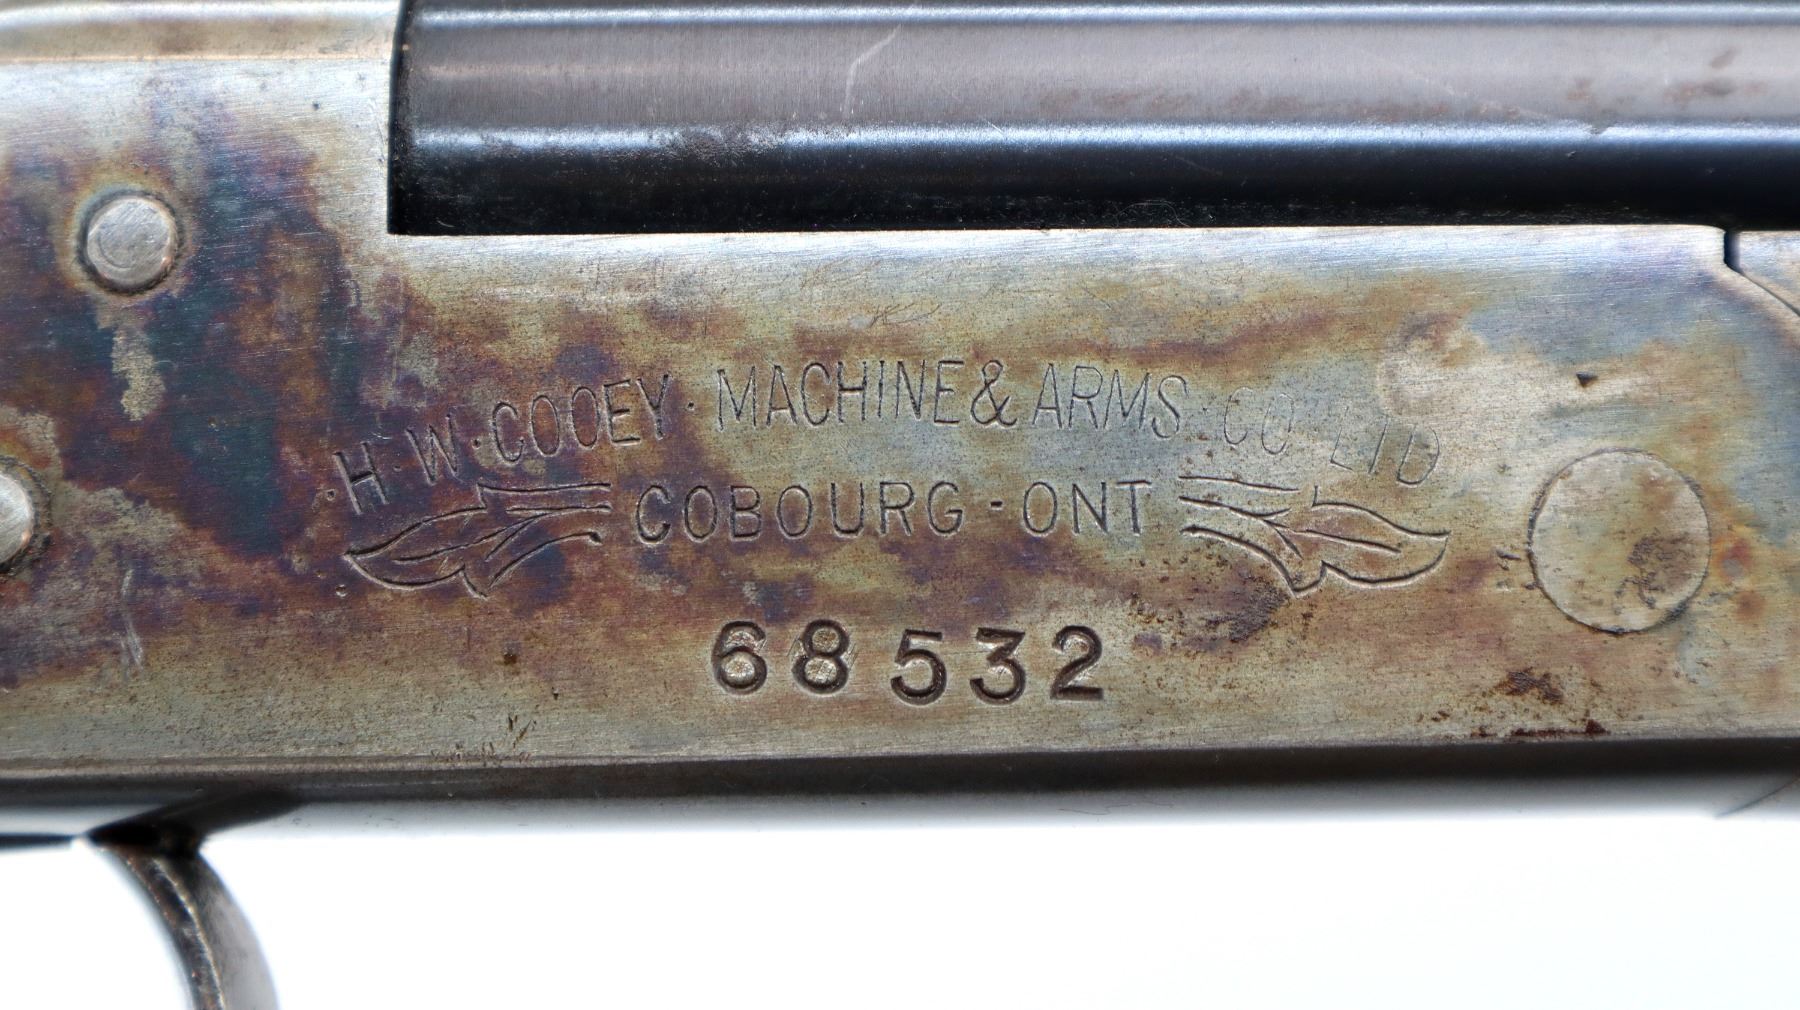 ·H·W·COOEY·MACHINE & ARMS·CO LTD
COBOURG-ONT
68532